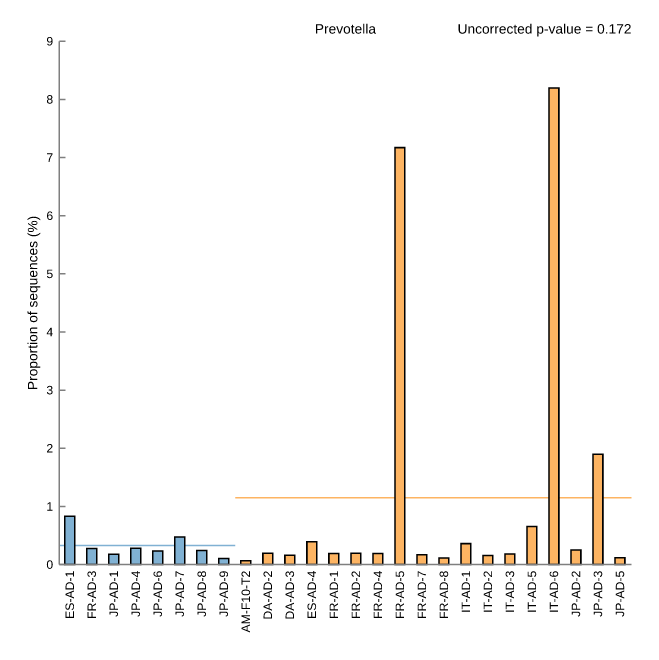 Prevotella
Uncorrected p-value = 0.172
Proportion of sequences (%)
9
8
7
6
5
4
3
2
1
0
ES-AD-1
FR-AD-3
JP-AD-1
JP-AD-4
JP-AD-6
JP-AD-7
JP-AD-8
JP-AD-9
AM-F10-T2
DA-AD-2
DA-AD-3
ES-AD-4
FR-AD-1
FR-AD-2
FR-AD-4
FR-AD-5
FR-AD-7
FR-AD-8
IT-AD-1
IT-AD-2
IT-AD-3
IT-AD-5
IT-AD-6
JP-AD-2
JP-AD-3
JP-AD-5